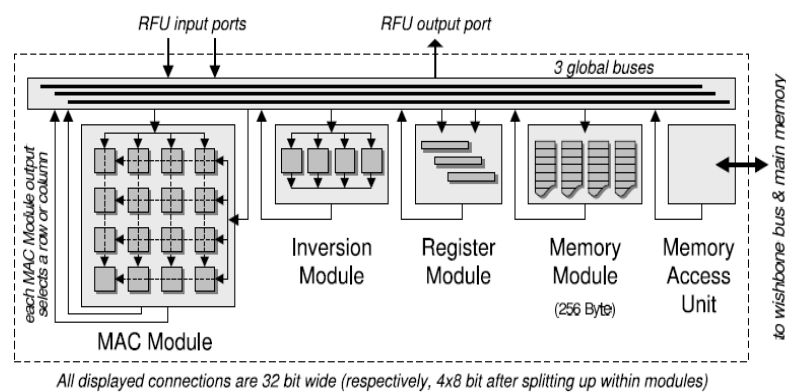 RFU input ports
RFU output port
3 global buses
each MAC Module output
selects a row or column
to wishbone bus & main memory
MAC Module
Inversion
Module
Register
Module
Memory
Module
(256 Byte)
Memory
Access
Unit
All displayed connections are 32 bit wide (respectively, 4x8 bit after splitting up within modules)